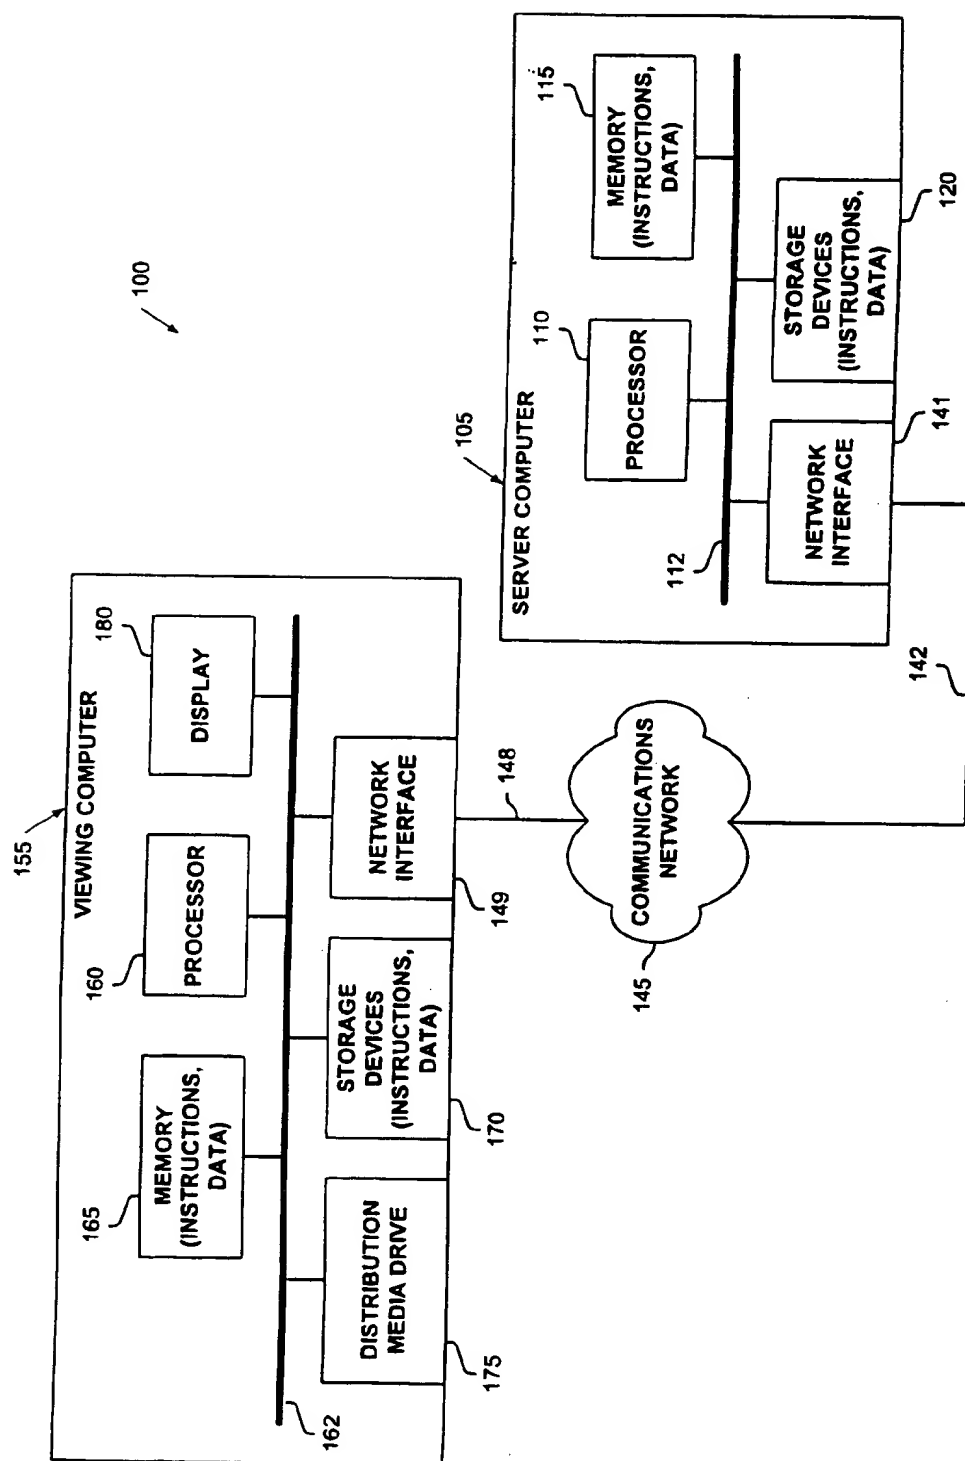 100
155
VIEWING COMPUTER
165
MEMORY
(INSTRUCTIONS,
DATA)
160
PROCESSOR
180
DISPLAY
162
DISTRIBUTION
MEDIA DRIVE
175
STORAGE
DEVICES
(INSTRUCTIONS,
DATA)
170
NETWORK
INTERFACE
149
148
COMMUNICATIONS
NETWORK
145
142
105
SERVER COMPUTER
110
PROCESSOR
115
MEMORY
(INSTRUCTIONS,
DATA)
112
NETWORK
INTERFACE
141
STORAGE
DEVICES
(INSTRUCTIONS,
DATA)
120